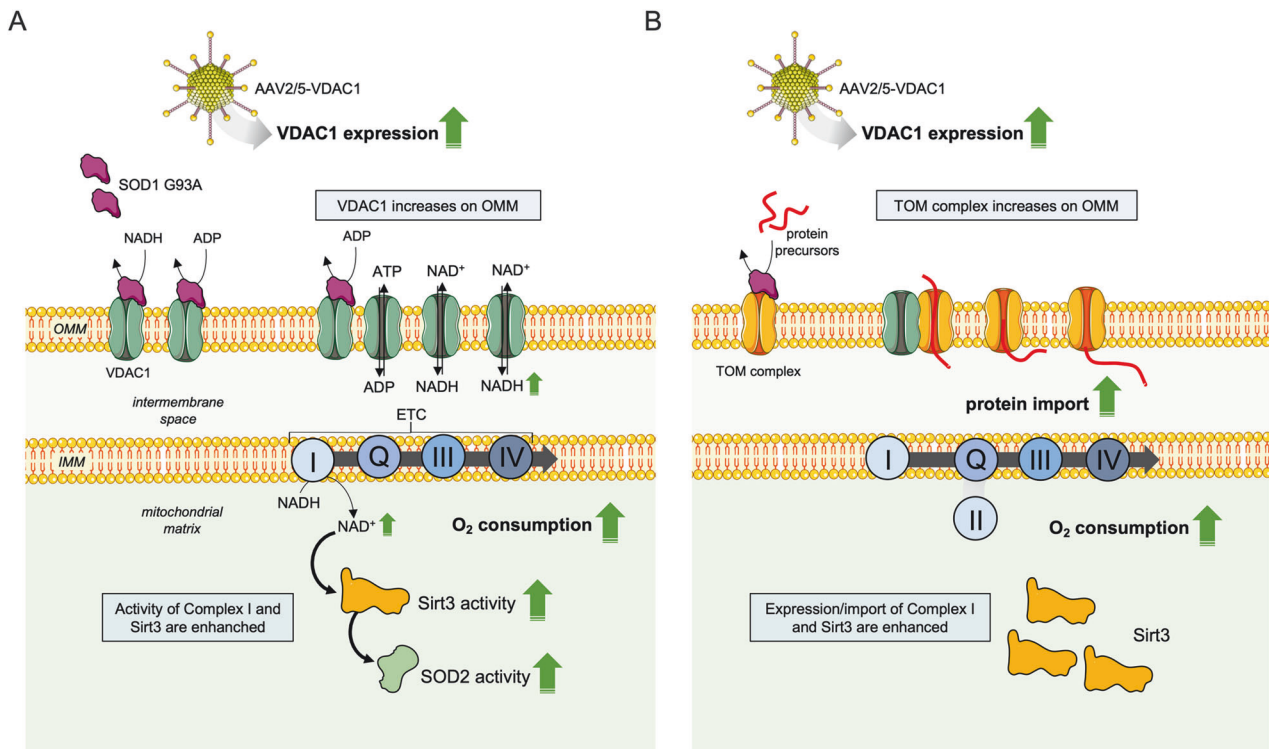 A
AAV2/5-VDAC1
VDAC1 expression
SOD1 G93A
VDAC1 increases on OMM
NADH
ADP
ADP
ATP
NAD⁺
NAD⁺
OMM
VDAC1
ADP
NADH
NADH
intermembrane
space
ETC
IMM
I
Q
III
IV
NADH
mitochondrial
matrix
NAD⁺
O₂ consumption
Activity of Complex I and
Sirt3 are enhanched
Sirt3 activity
SOD2 activity
B
AAV2/5-VDAC1
VDAC1 expression
TOM complex increases on OMM
protein
precursors
TOM complex
protein import
I
Q
III
IV
II
O₂ consumption
Expression/import of Complex I
and Sirt3 are enhanced
Sirt3